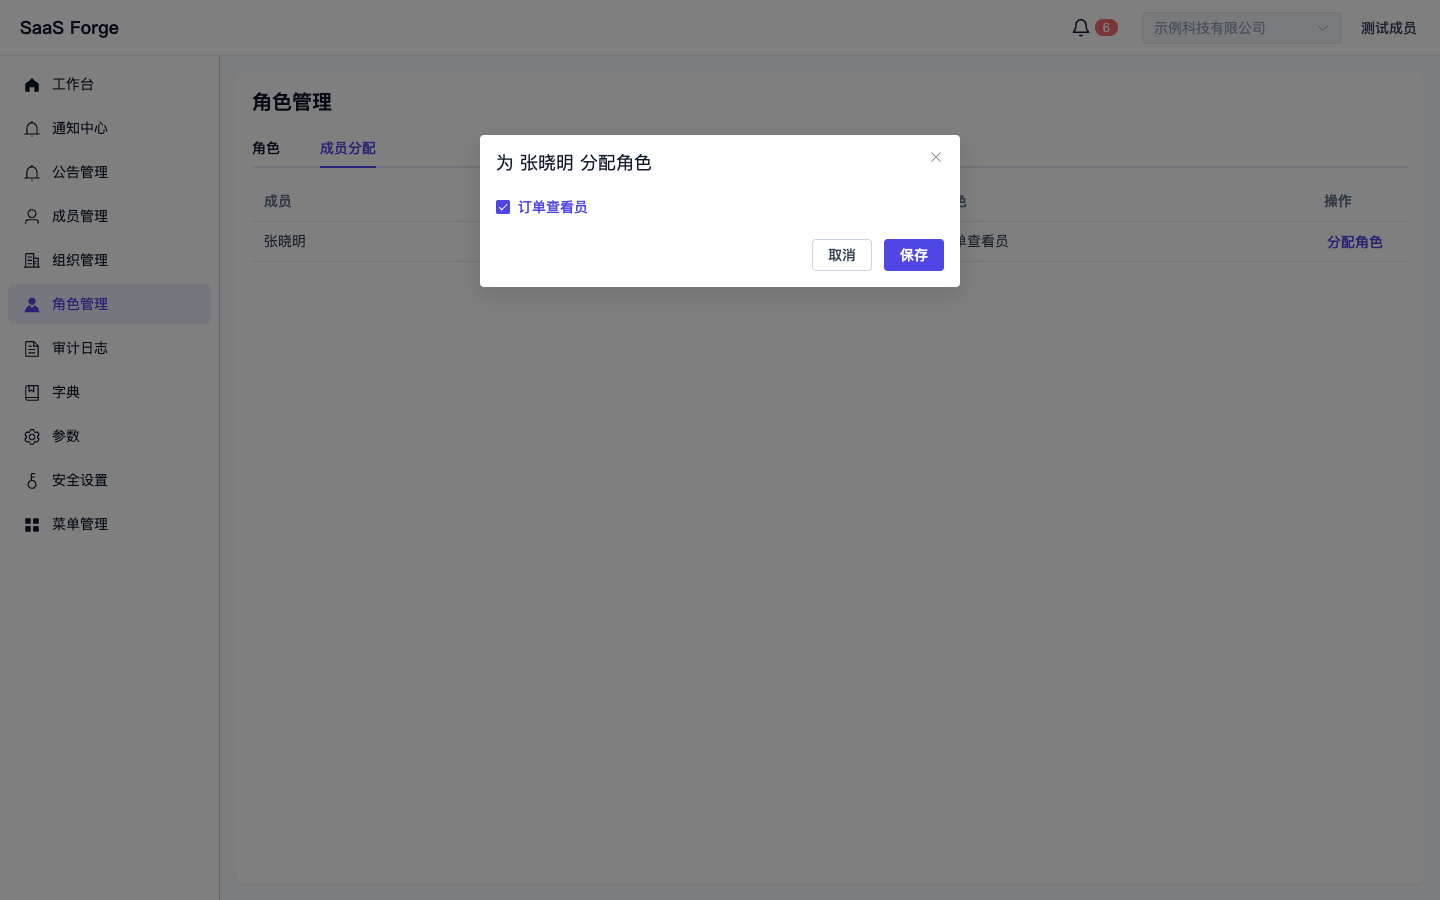 SaaS Forge
6
示例科技有限公司
测试成员
工作台
通知中心
公告管理
成员管理
组织管理
角色管理
审计日志
字典
参数
安全设置
菜单管理
角色管理
角色 成员分配
成员 色 操作
张晓明 单查看员 分配角色
为 张晓明 分配角色
订单查看员
取消 保存